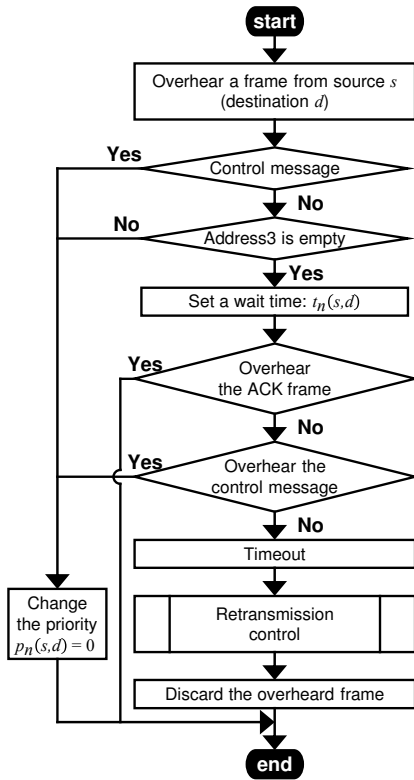 start
Overhear a frame from source s
(destination d)
Yes
Control message
No
No
Address3 is empty
Yes
Set a wait time: tn(s,d)
Yes
Overhear
the ACK frame
No
Yes
Overhear the
control message
No
Timeout
Change
the priority
pn(s,d) = 0
Retransmission
control
Discard the overheard frame
end